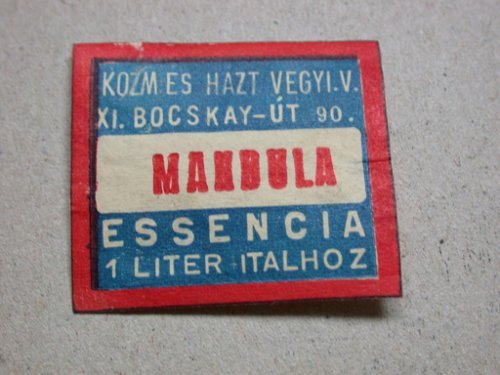 KOZM ES HAZT VEGYI.V.
XI. BOCSKAY-ÚT 90.
MANDULA
ESSENCIA
1 LITER ITALHOZ